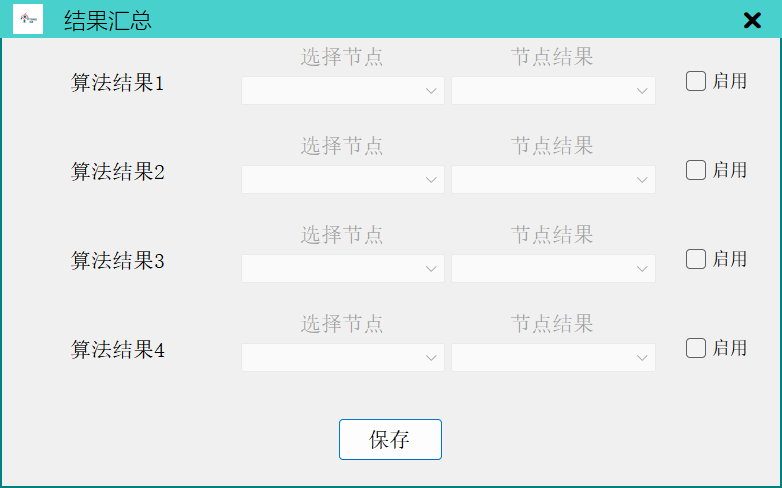 结果汇总
选择节点 节点结果
算法结果1 启用
选择节点 节点结果
算法结果2 启用
选择节点 节点结果
算法结果3 启用
选择节点 节点结果
算法结果4 启用
保存